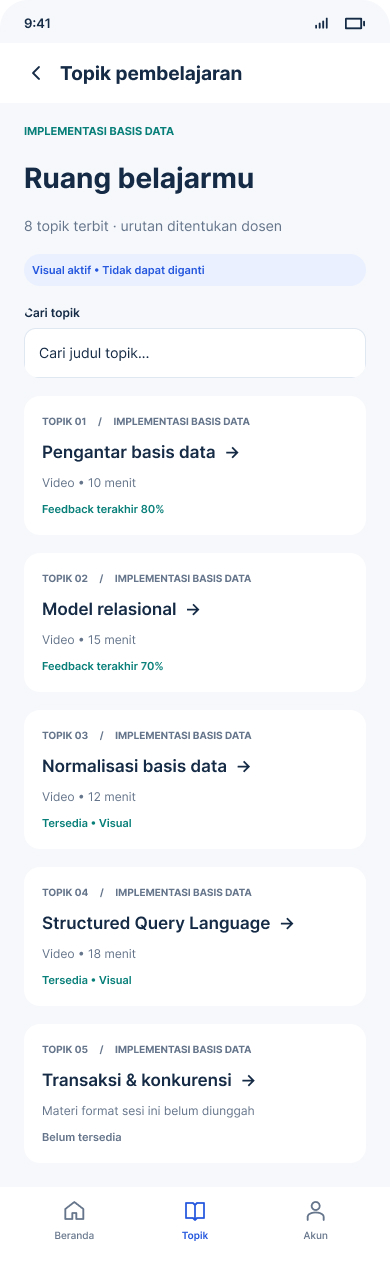 9:41
Topik pembelajaran
IMPLEMENTASI BASIS DATA
Ruang belajarmu
8 topik terbit · urutan ditentukan dosen
Visual aktif • Tidak dapat diganti
Cari topik
Cari judul topik...
TOPIK 01 / IMPLEMENTASI BASIS DATA
Pengantar basis data →
Video • 10 menit
Feedback terakhir 80%
TOPIK 02 / IMPLEMENTASI BASIS DATA
Model relasional →
Video • 15 menit
Feedback terakhir 70%
TOPIK 03 / IMPLEMENTASI BASIS DATA
Normalisasi basis data →
Video • 12 menit
Tersedia • Visual
TOPIK 04 / IMPLEMENTASI BASIS DATA
Structured Query Language →
Video • 18 menit
Tersedia • Visual
TOPIK 05 / IMPLEMENTASI BASIS DATA
Transaksi & konkurensi →
Materi format sesi ini belum diunggah
Belum tersedia
Beranda
Topik
Akun